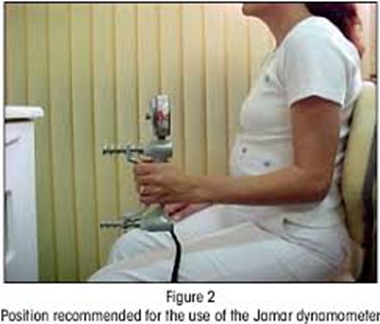 Figure 2
Position recommended for the use of the Jamar dynamometer